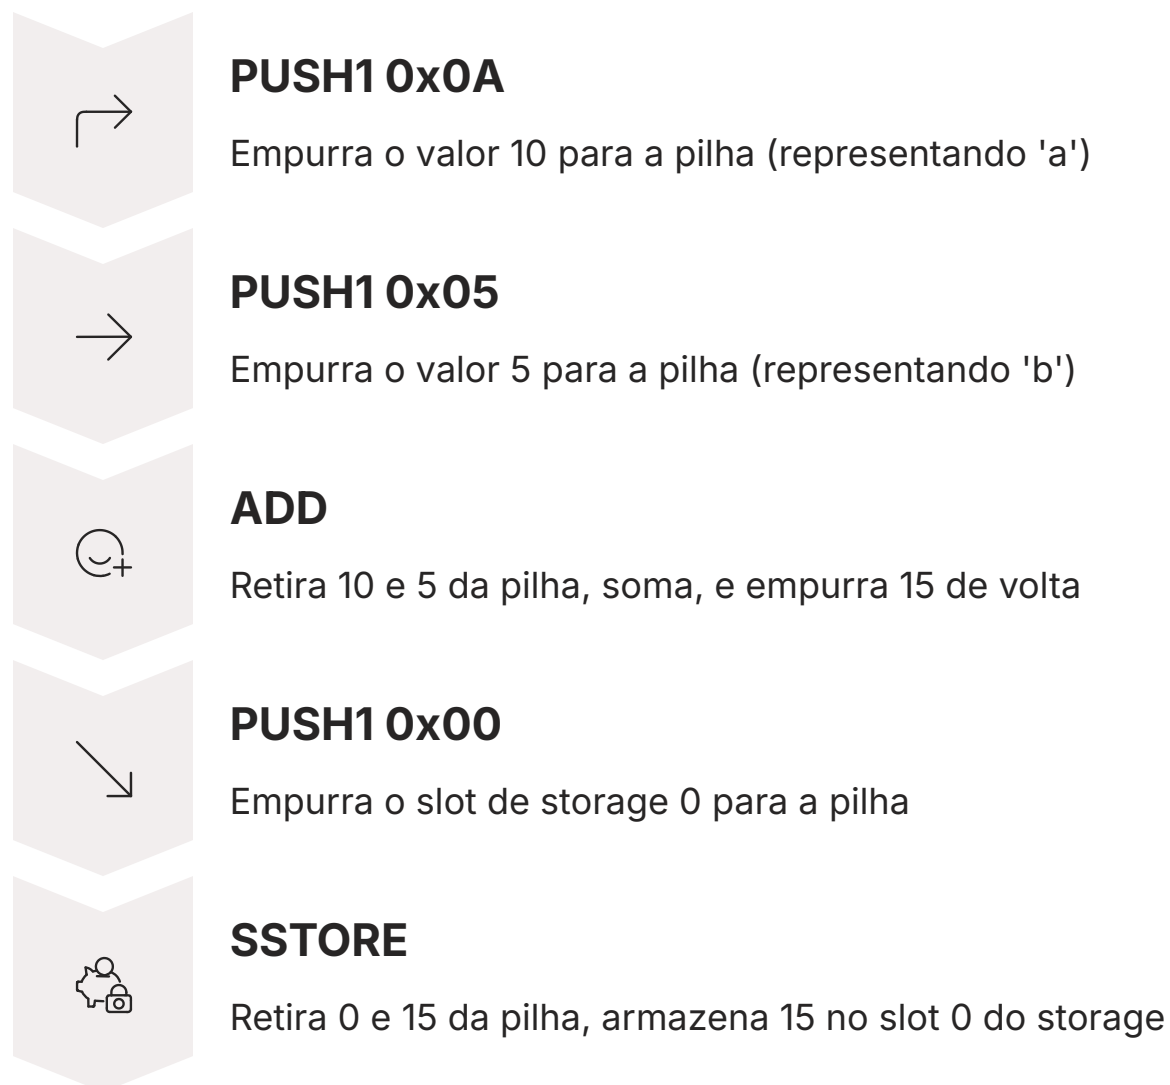 PUSH1 0x0A
Empurra o valor 10 para a pilha (representando 'a')
PUSH1 0x05
Empurra o valor 5 para a pilha (representando 'b')
ADD
Retira 10 e 5 da pilha, soma, e empurra 15 de volta
PUSH1 0x00
Empurra o slot de storage 0 para a pilha
SSTORE
Retira 0 e 15 da pilha, armazena 15 no slot 0 do storage